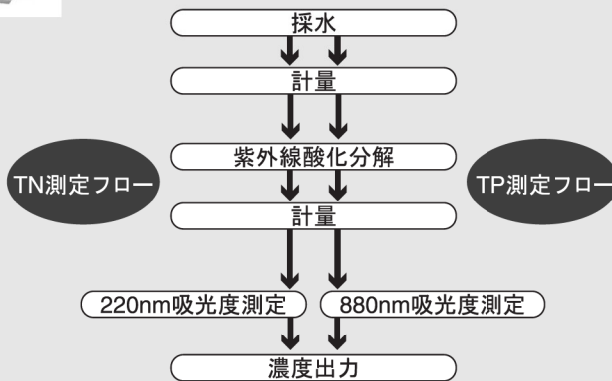 採水
計量
紫外線酸化分解
TN測定フロー
TP測定フロー
計量
220nm吸光度測定
880nm吸光度測定
濃度出力